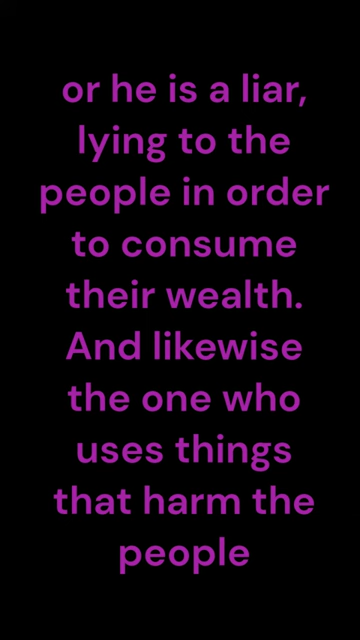 or he is a liar,
lying to the
people in order
to consume
their wealth.
And likewise
the one who
uses things
that harm the
people